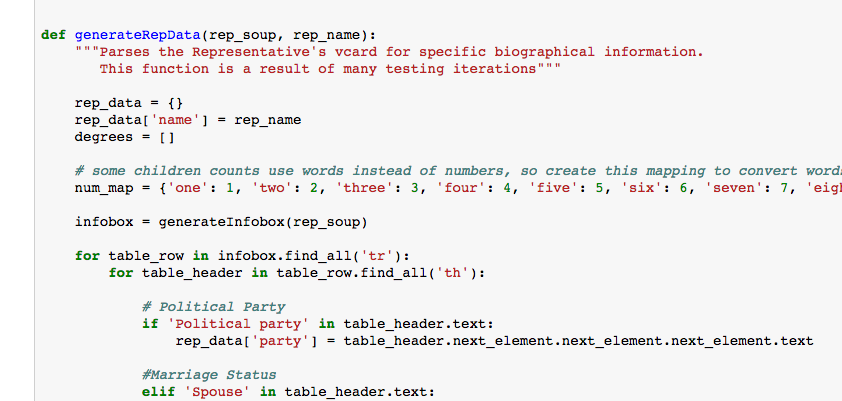 def generateRepData(rep_soup, rep_name):
    """Parses the Representative's vcard for specific biographical information.
       This function is a result of many testing iterations"""
    rep_data = {}
    rep_data['name'] = rep_name
    degrees = []
    # some children counts use words instead of numbers, so create this mapping to convert word
    num_map = {'one': 1, 'two': 2, 'three': 3, 'four': 4, 'five': 5, 'six': 6, 'seven': 7, 'eigh
    infobox = generateInfobox(rep_soup)
    for table_row in infobox.find_all('tr'):
        for table_header in table_row.find_all('th'):
            # Political Party
            if 'Political party' in table_header.text:
                rep_data['party'] = table_header.next_element.next_element.next_element.text
            #Marriage Status
            elif 'Spouse' in table_header.text: